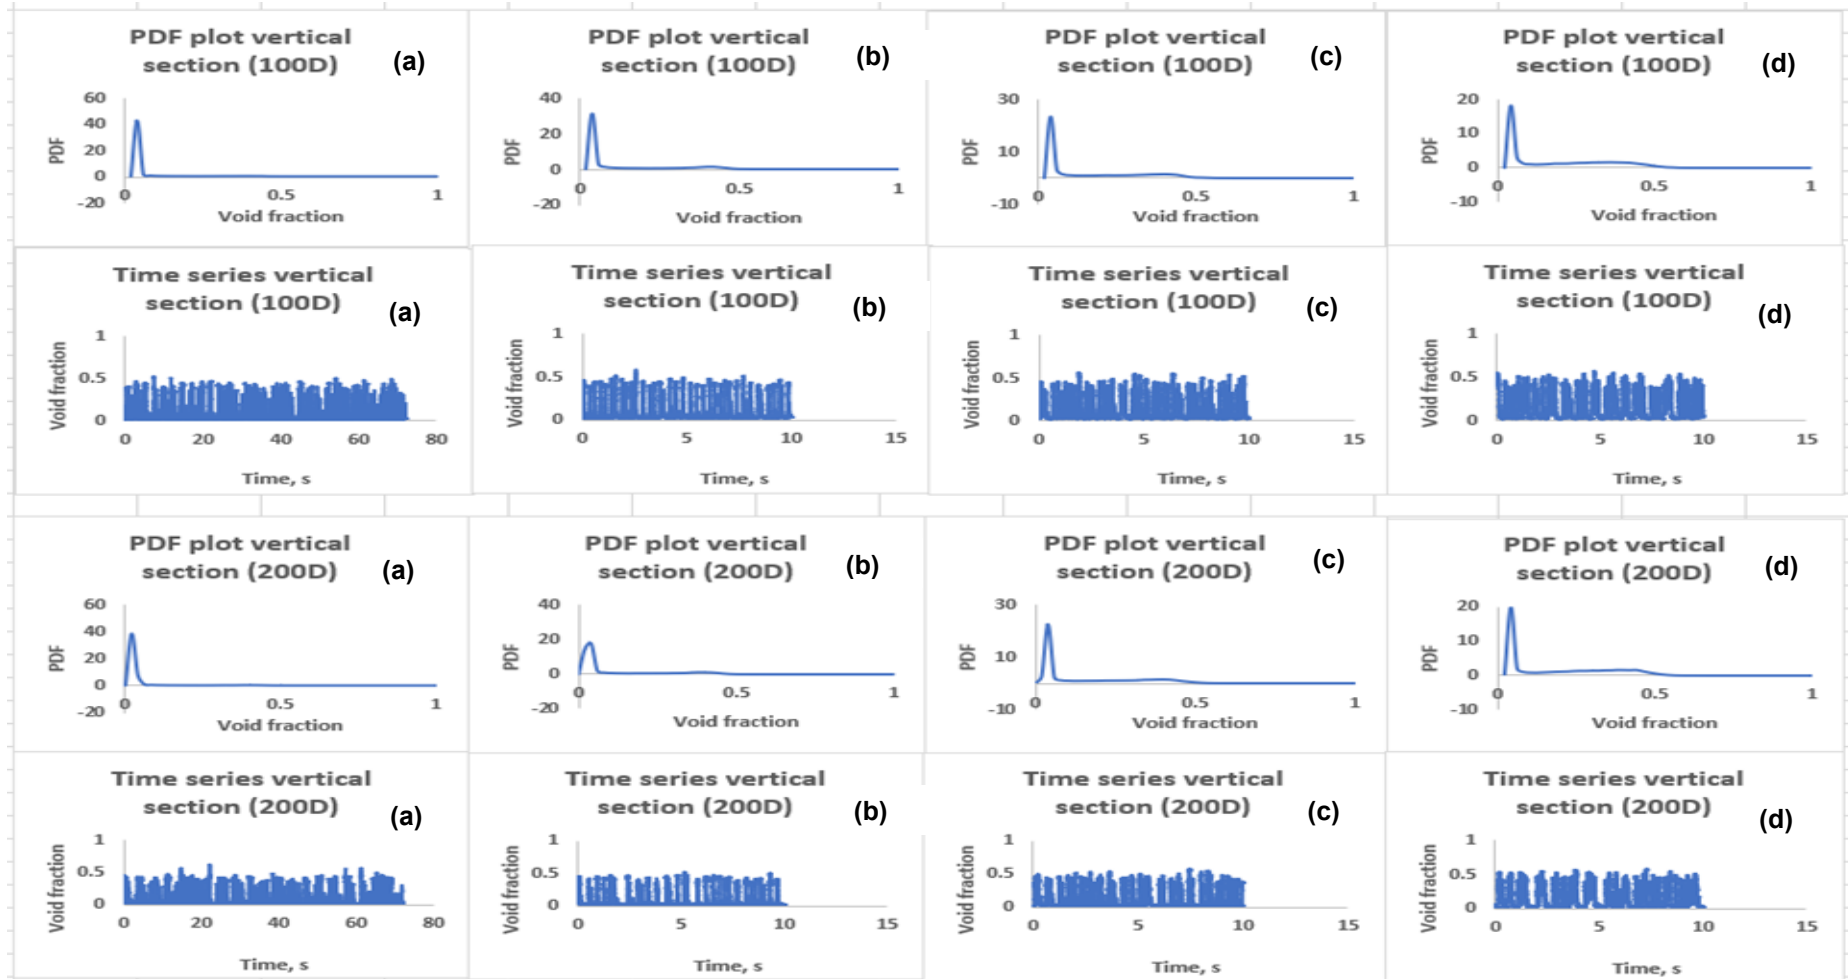 PDF plot vertical
section (100D)
(a)
60
40
20
0
-20
0
0.5
1
PDF
Void fraction
PDF plot vertical
section (100D)
(b)
40
20
0
-20
0
0.5
1
PDF
Void fraction
PDF plot vertical
section (100D)
(c)
30
10
-10
0
0.5
1
PDF
Void fraction
PDF plot vertical
section (100D)
(d)
20
10
0
-10
0
0.5
1
PDF
Void fraction
Time series vertical
section (100D)
(a)
1
0.5
0
0
20
40
60
80
Void fraction
Time, s
Time series vertical
section (100D)
(b)
1
0.5
0
0
5
10
15
Void fraction
Time, s
Time series vertical
section (100D)
(c)
1
0.5
0
0
5
10
15
Void fraction
Time, s
Time series vertical
section (100D)
(d)
1
0.5
0
0
5
10
15
Void fraction
Time, s
PDF plot vertical
section (200D)
(a)
60
40
20
0
-20
0
0.5
1
PDF
Void fraction
PDF plot vertical
section (200D)
(b)
40
20
0
-20
0
0.5
1
PDF
Void fraction
PDF plot vertical
section (200D)
(c)
30
10
-10
0
0.5
1
PDF
Void fraction
PDF plot vertical
section (200D)
(d)
20
10
0
-10
0
0.5
1
PDF
Void fraction
Time series vertical
section (200D)
(a)
1
0.5
0
0
20
40
60
80
Void fraction
Time, s
Time series vertical
section (200D)
(b)
1
0.5
0
0
5
10
15
Void fraction
Time, s
Time series vertical
section (200D)
(c)
1
0.5
0
0
5
10
15
Void fraction
Time, s
Time series vertical
section (200D)
(d)
1
0.5
0
0
5
10
15
Void fraction
Time, s